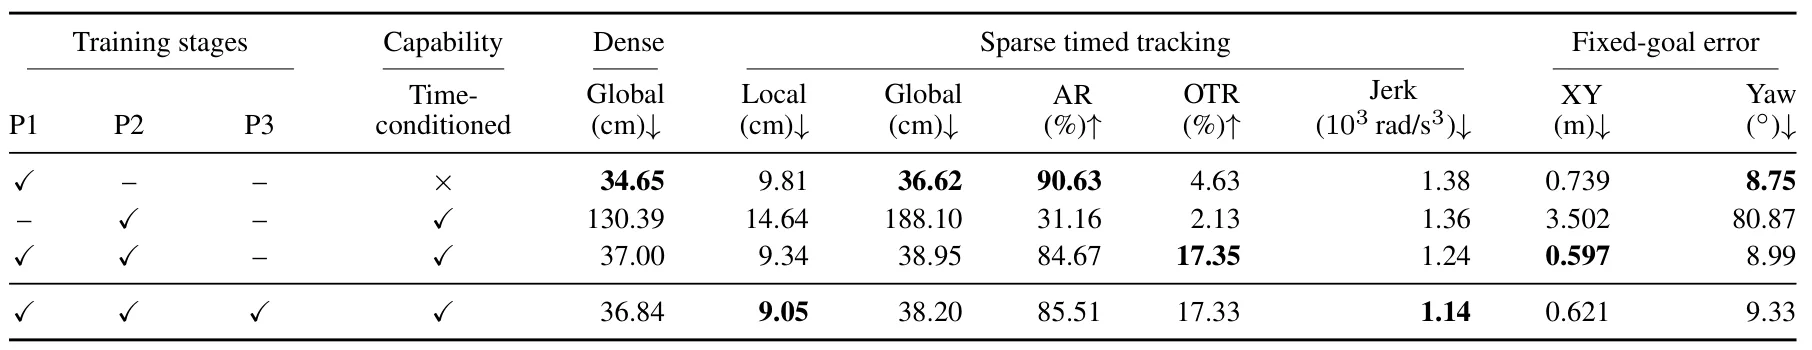 Training stages Capability Dense Sparse timed tracking Fixed-goal error
Time- Global Local Global AR OTR Jerk XY Yaw
P1 P2 P3 conditioned (cm)↓ (cm)↓ (cm)↓ (%)↑ (%)↑ (10³ rad/s³)↓ (m)↓ (°)↓
✓ – – × 34.65 9.81 36.62 90.63 4.63 1.38 0.739 8.75
– ✓ – ✓ 130.39 14.64 188.10 31.16 2.13 1.36 3.502 80.87
✓ ✓ – ✓ 37.00 9.34 38.95 84.67 17.35 1.24 0.597 8.99
✓ ✓ ✓ ✓ 36.84 9.05 38.20 85.51 17.33 1.14 0.621 9.33